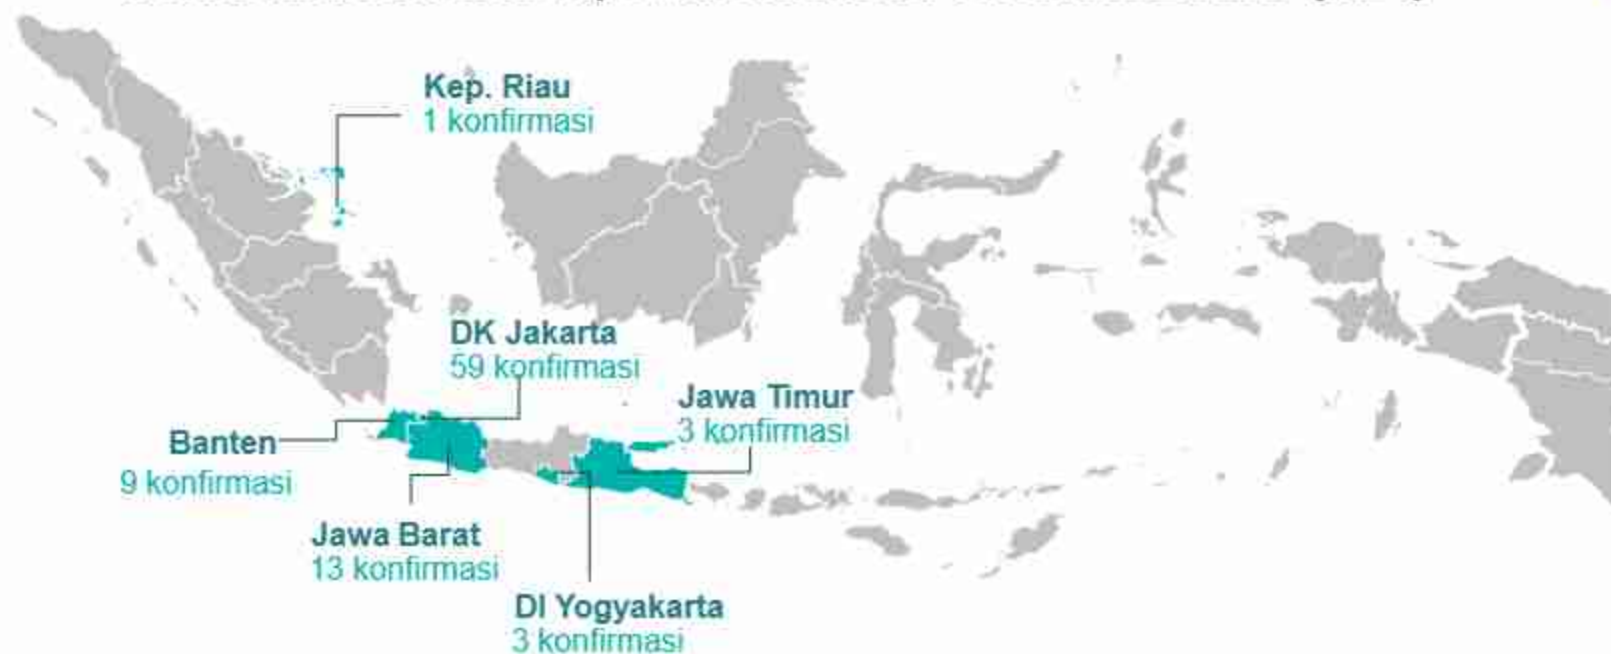 Kep. Riau
1 konfirmasi
DK Jakarta
59 konfirmasi
Jawa Timur
3 konfirmasi
Banten
9 konfirmasi
Jawa Barat
13 konfirmasi
DI Yogyakarta
3 konfirmasi